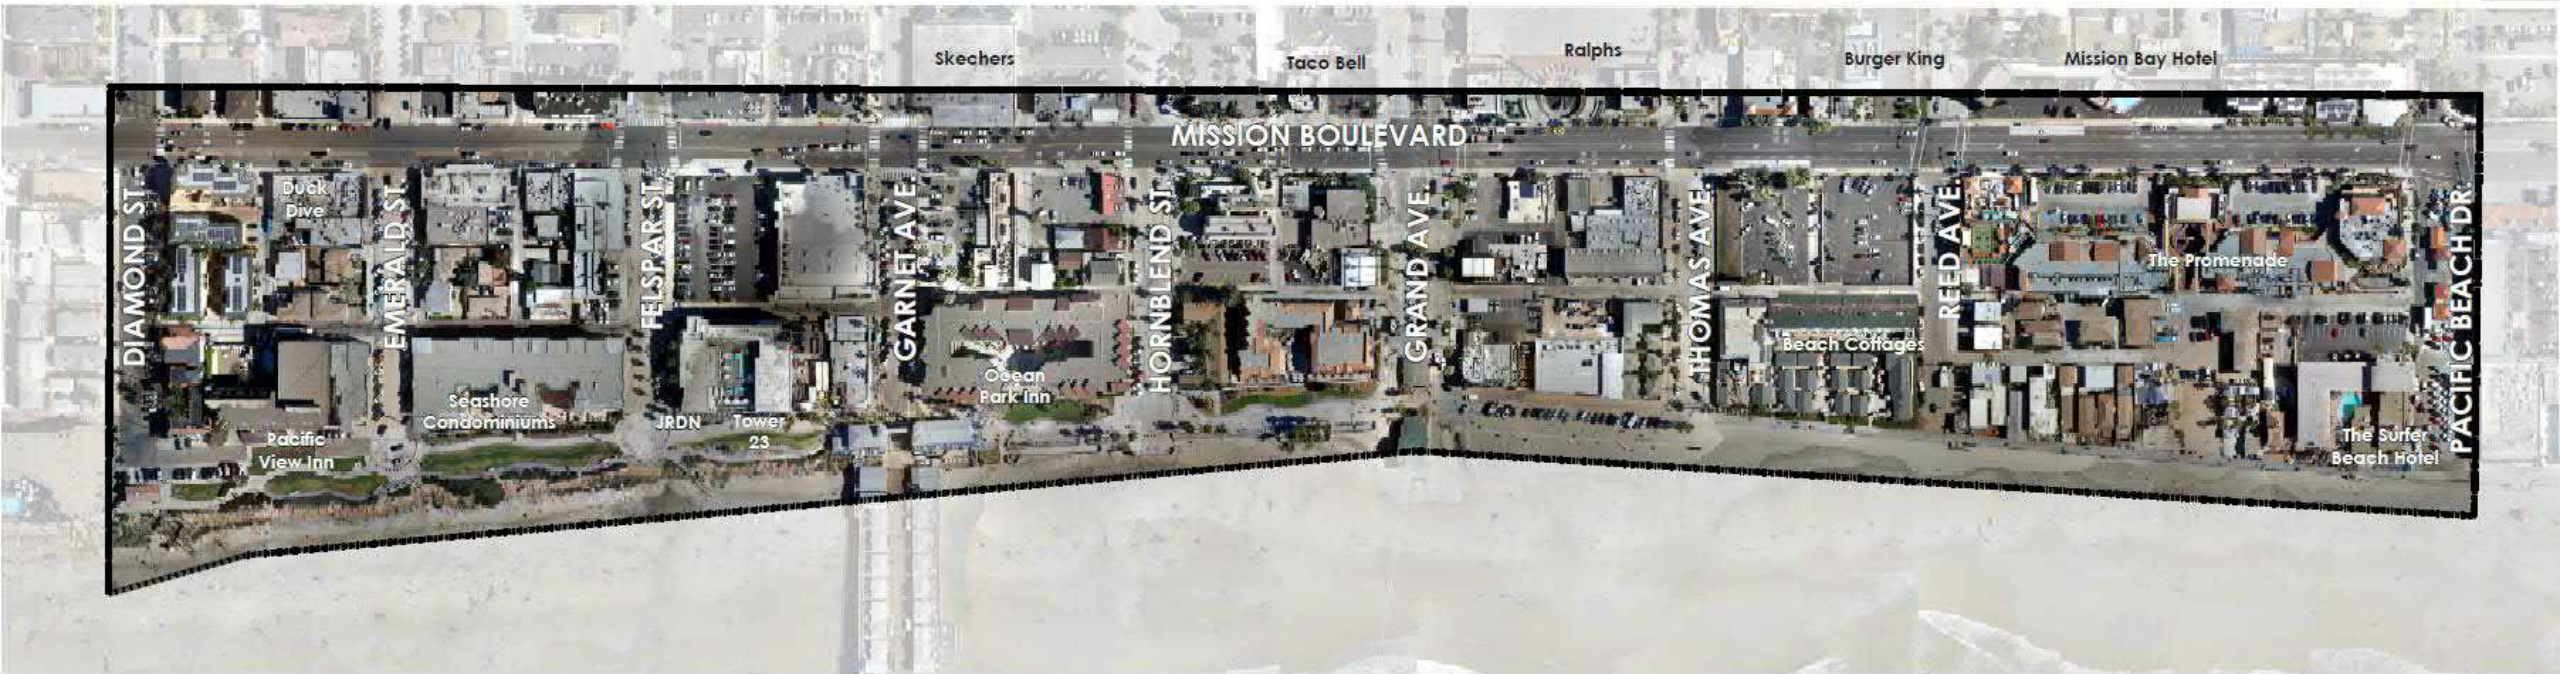 Skechers
Taco Bell
Ralphs
Burger King
Mission Bay Hotel
MISSION BOULEVARD
DIAMOND ST.
Duck
Dive
EMERALD ST.
FELSPAR ST.
GARNET AVE.
HORNBLEND ST.
GRAND AVE.
THOMAS AVE.
REED AVE.
PACIFIC BEACH DR.
The Promenade
Beach Cottages
Ocean
Park Inn
Seashore
Condominiums
JRDN
Tower
23
Pacific
View Inn
The Surfer
Beach Hotel